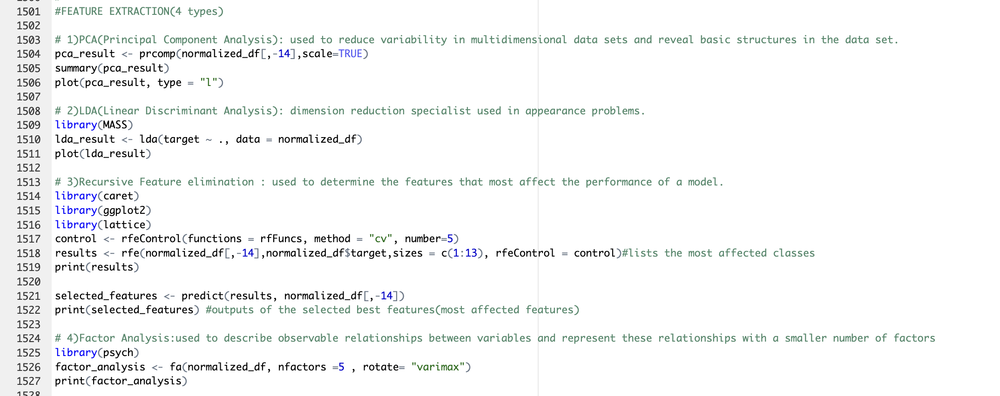 1501 #FEATURE EXTRACTION(4 types)
1502
1503 # 1)PCA(Principal Component Analysis): used to reduce variability in multidimensional data sets and reveal basic structures in the data set.
1504 pca_result <- prcomp(normalized_df[,-14],scale=TRUE)
1505 summary(pca_result)
1506 plot(pca_result, type = "l")
1507
1508 # 2)LDA(Linear Discriminant Analysis): dimension reduction specialist used in appearance problems.
1509 library(MASS)
1510 lda_result <- lda(target ~ ., data = normalized_df)
1511 plot(lda_result)
1512
1513 # 3)Recursive Feature elimination : used to determine the features that most affect the performance of a model.
1514 library(caret)
1515 library(ggplot2)
1516 library(lattice)
1517 control <- rfeControl(functions = rfFuncs, method = "cv", number=5)
1518 results <- rfe(normalized_df[,-14],normalized_df$target,sizes = c(1:13), rfeControl = control)#lists the most affected classes
1519 print(results)
1520
1521 selected_features <- predict(results, normalized_df[,-14])
1522 print(selected_features) #outputs of the selected best features(most affected features)
1523
1524 # 4)Factor Analysis:used to describe observable relationships between variables and represent these relationships with a smaller number of factors
1525 library(psych)
1526 factor_analysis <- fa(normalized_df, nfactors =5 , rotate= "varimax")
1527 print(factor_analysis)
1528